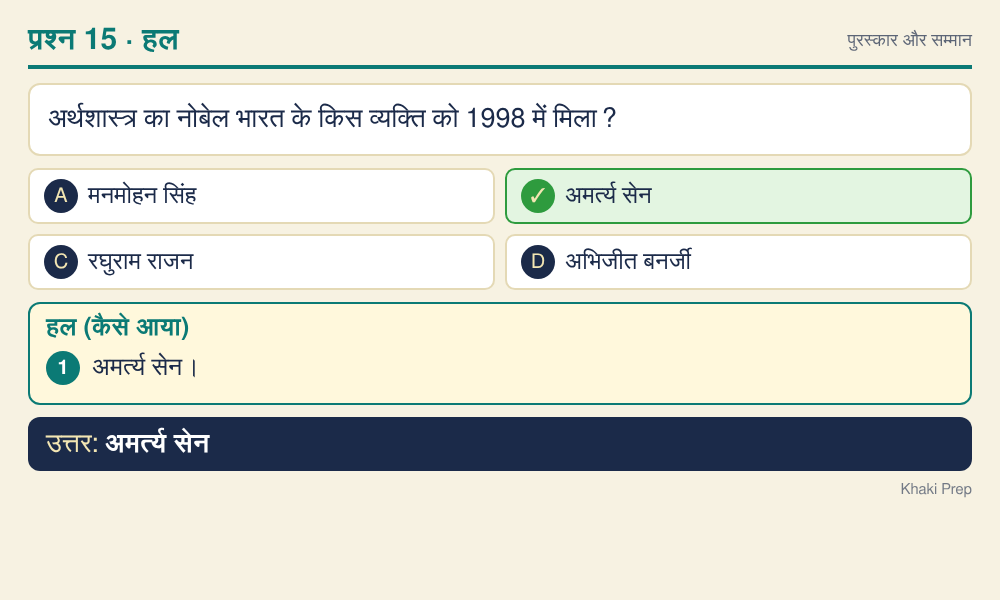 प्रश्न 15 · हल
पुरस्कार और सम्मान
अर्थशास्त्र का नोबेल भारत के किस व्यक्ति को 1998 में मिला ?
A मनमोहन सिंह
✓ अमर्त्य सेन
C रघुराम राजन
D अभिजीत बनर्जी
हल (कैसे आया)
1 अमर्त्य सेन।
उत्तर: अमर्त्य सेन
Khaki Prep